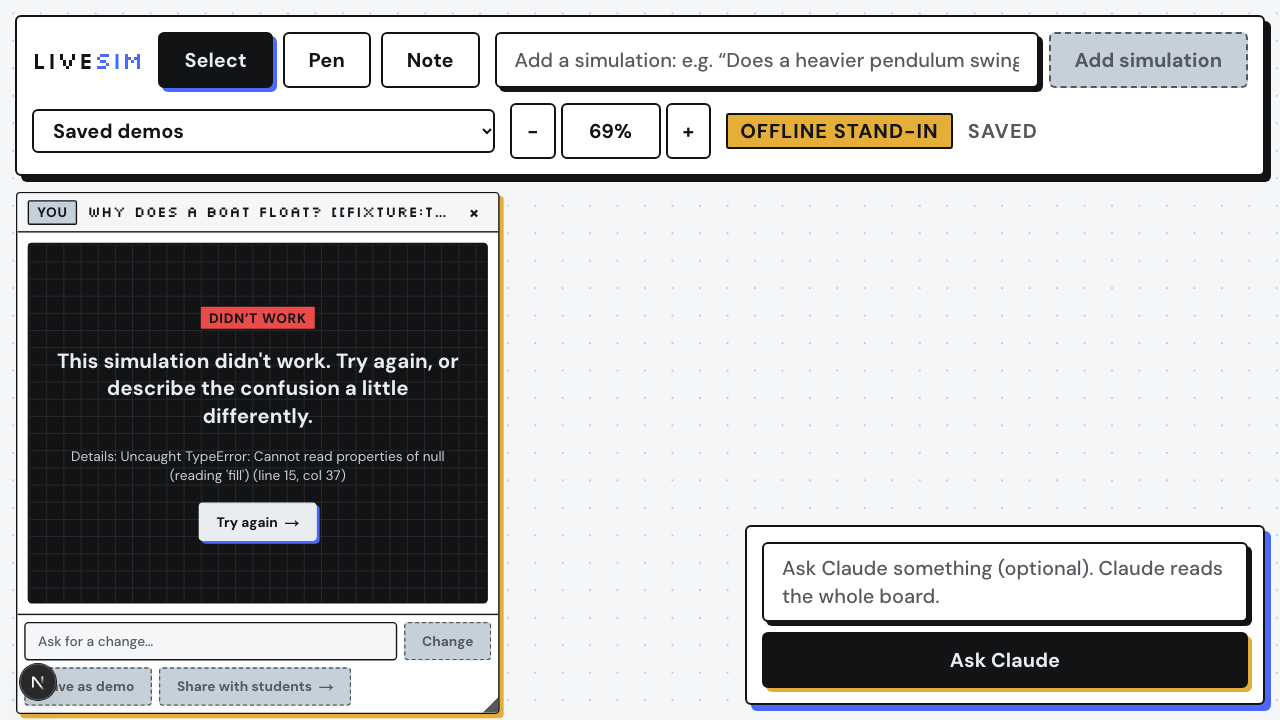 LIVESIM Select Pen Note Add a simulation: e.g. “Does a heavier pendulum swing Add simulation
Saved demos - 69% + OFFLINE STAND-IN SAVED
YOU WHY DOES A BOAT FLOAT? [[FIXTURE:T... ×
DIDN’T WORK
This simulation didn't work. Try again, or
describe the confusion a little
differently.
Details: Uncaught TypeError: Cannot read properties of null
(reading 'fill') (line 15, col 37)
Try again →
Ask for a change… Change
N ve as demo Share with students →
Ask Claude something (optional). Claude reads
the whole board.
Ask Claude